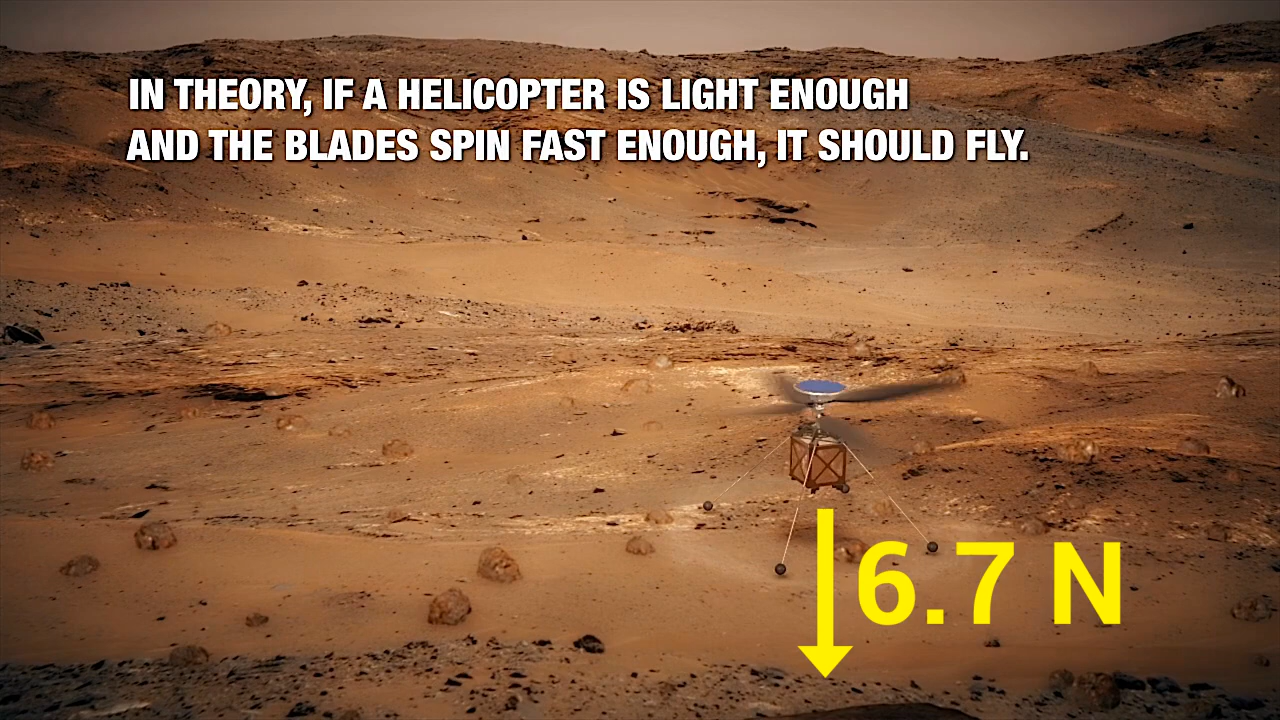 IN THEORY, IF A HELICOPTER IS LIGHT ENOUGH
AND THE BLADES SPIN FAST ENOUGH, IT SHOULD FLY.
6.7 N